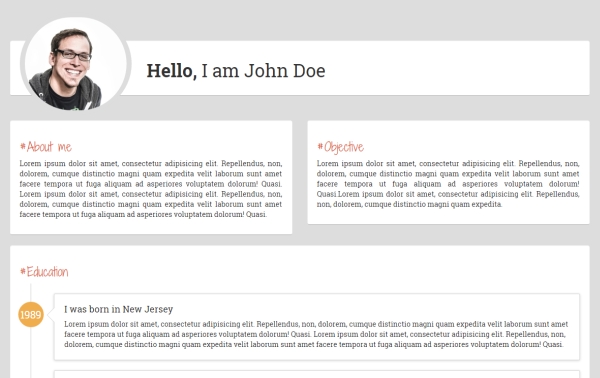 Hello, I am John Doe
#About me
Lorem ipsum dolor sit amet, consectetur adipisicing elit. Repellendus, non,
dolorem, cumque distinctio magni quam expedita velit laborum sunt amet
facere tempora ut fuga aliquam ad asperiores voluptatem dolorum! Quasi.
Lorem ipsum dolor sit amet, consectetur adipisicing elit. Repellendus, non,
dolorem, cumque distinctio magni quam expedita velit laborum sunt amet
facere tempora ut fuga aliquam ad asperiores voluptatem dolorum! Quasi.
#Objective
Lorem ipsum dolor sit amet, consectetur adipisicing elit. Repellendus, non,
dolorem, cumque distinctio magni quam expedita velit laborum sunt amet
facere tempora ut fuga aliquam ad asperiores voluptatem dolorum!
Quasi.Lorem ipsum dolor sit amet, consectetur adipisicing elit. Repellendus,
non, dolorem, cumque distinctio magni quam expedita.
#Education
1989
I was born in New Jersey
Lorem ipsum dolor sit amet, consectetur adipisicing elit. Repellendus, non, dolorem, cumque distinctio magni quam expedita velit laborum sunt amet
facere tempora ut fuga aliquam ad asperiores voluptatem dolorum! Quasi.Lorem ipsum dolor sit amet, consectetur adipisicing elit. Repellendus, non,
dolorem, cumque distinctio magni quam expedita velit laborum sunt amet facere tempora ut fuga aliquam ad asperiores voluptatem dolorum! Quasi.